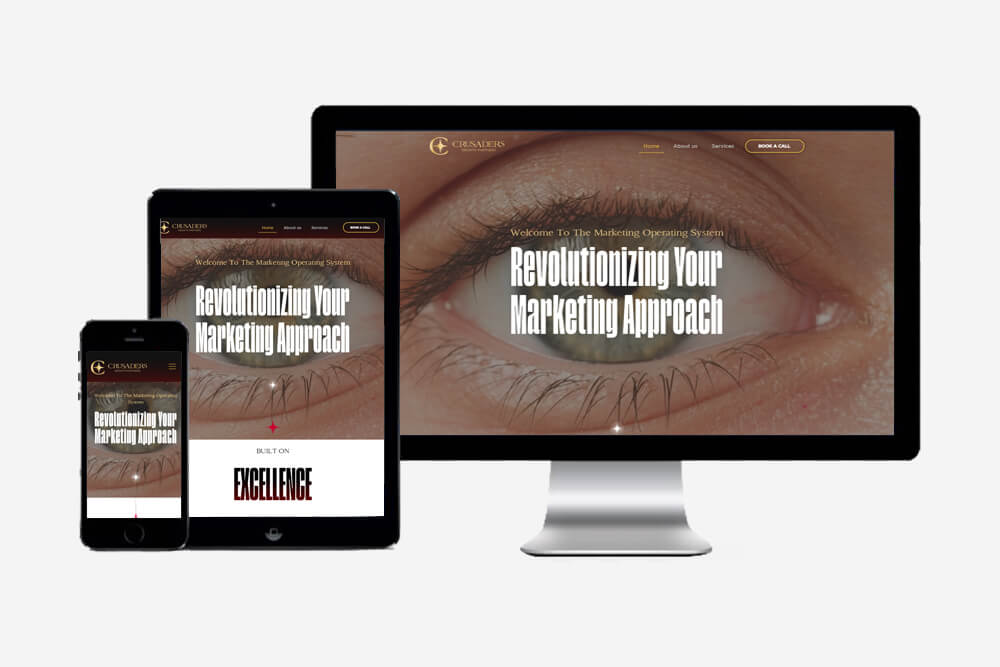 CRUSADERS
GROWTH PARTNERS
Home About us Services BOOK A CALL
Welcome To The Marketing Operating System
Revolutionizing Your
Marketing Approach
CRUSADERS
Home About us Services BOOK A CALL
Welcome To The Marketing Operating System
Revolutionizing Your
Marketing Approach
BUILT ON
EXCELLENCE
CRUSADERS
Welcome To The Marketing Operating
System
Revolutionizing Your
Marketing Approach